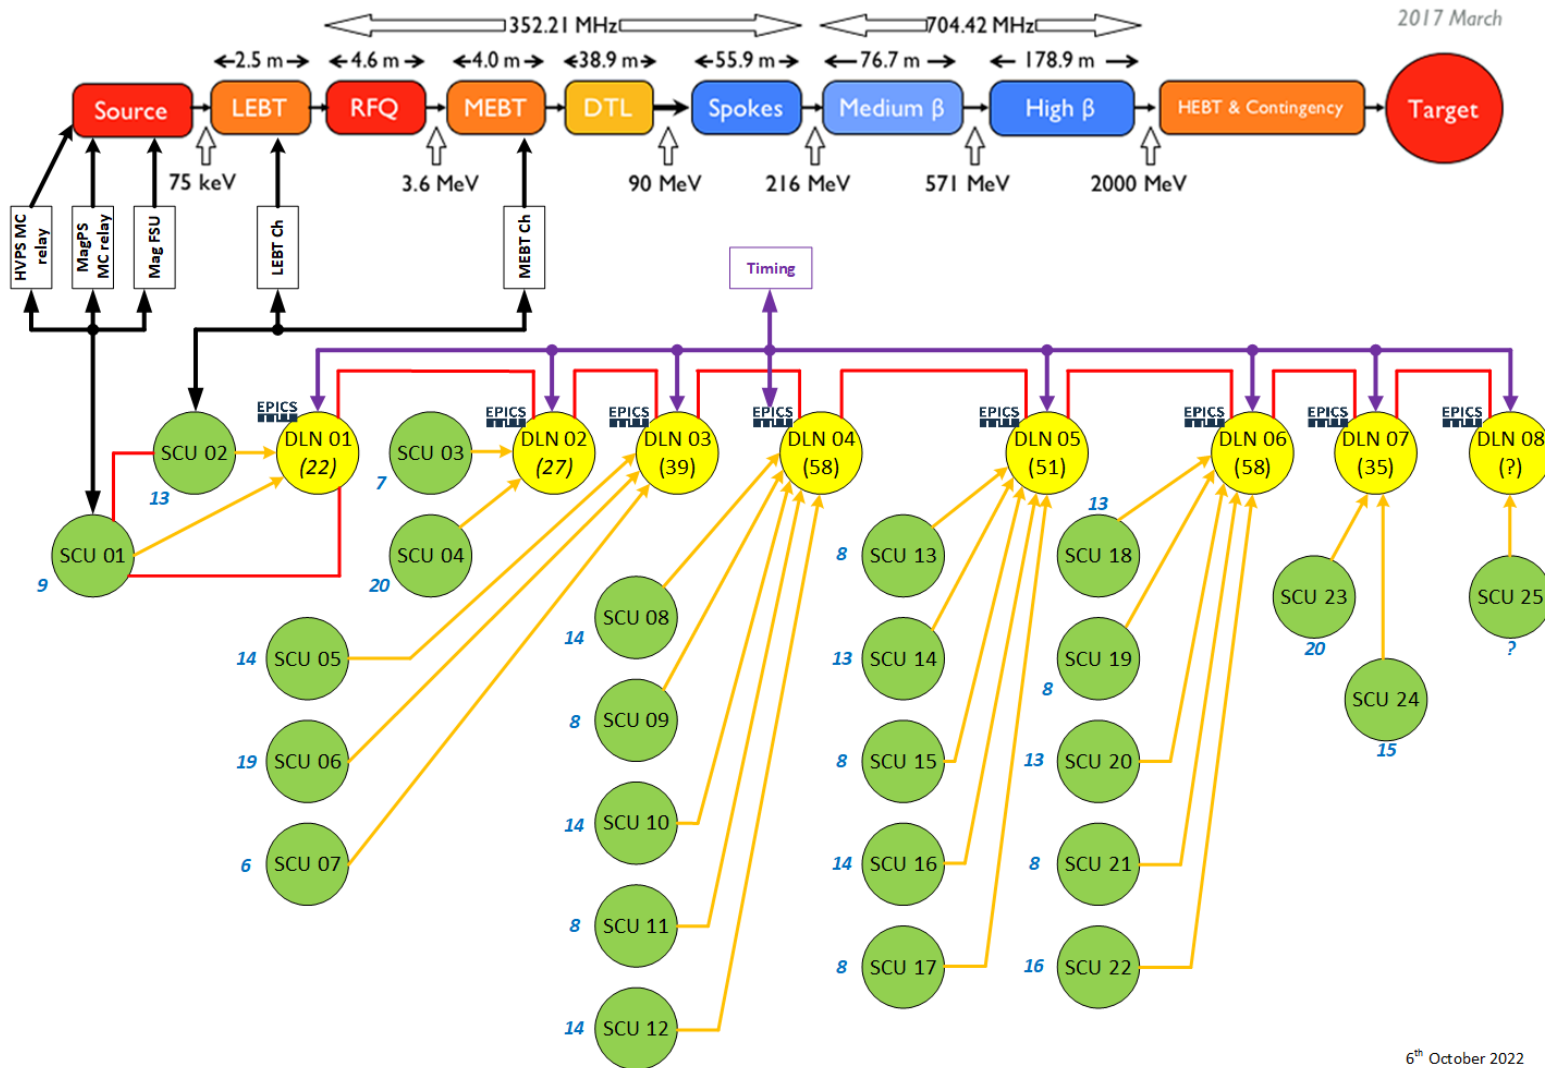 2017 March
352.21 MHz
704.42 MHz
2.5 m
4.6 m
4.0 m
38.9 m
55.9 m
76.7 m
178.9 m
Source
LEBT
RFQ
MEBT
DTL
Spokes
Medium β
High β
HEBT & Contingency
Target
75 keV
3.6 MeV
90 MeV
216 MeV
571 MeV
2000 MeV
HVPS MC
relay
MagPS
MC relay
Mag FSU
LEBT Ch
MEBT Ch
Timing
EPICS
EPICS
EPICS
EPICS
EPICS
EPICS
EPICS
EPICS
SCU 02
13
DLN 01
(22)
SCU 03
7
DLN 02
(27)
DLN 03
(39)
DLN 04
(58)
DLN 05
(51)
DLN 06
(58)
DLN 07
(35)
DLN 08
(?)
SCU 01
9
SCU 04
20
SCU 13
8
SCU 18
13
SCU 23
20
SCU 25
?
SCU 05
14
SCU 08
14
SCU 14
13
SCU 19
8
SCU 24
15
SCU 06
19
SCU 09
8
SCU 15
8
SCU 20
13
SCU 07
6
SCU 10
14
SCU 16
14
SCU 21
8
SCU 11
8
SCU 17
8
SCU 22
16
SCU 12
14
6th October 2022